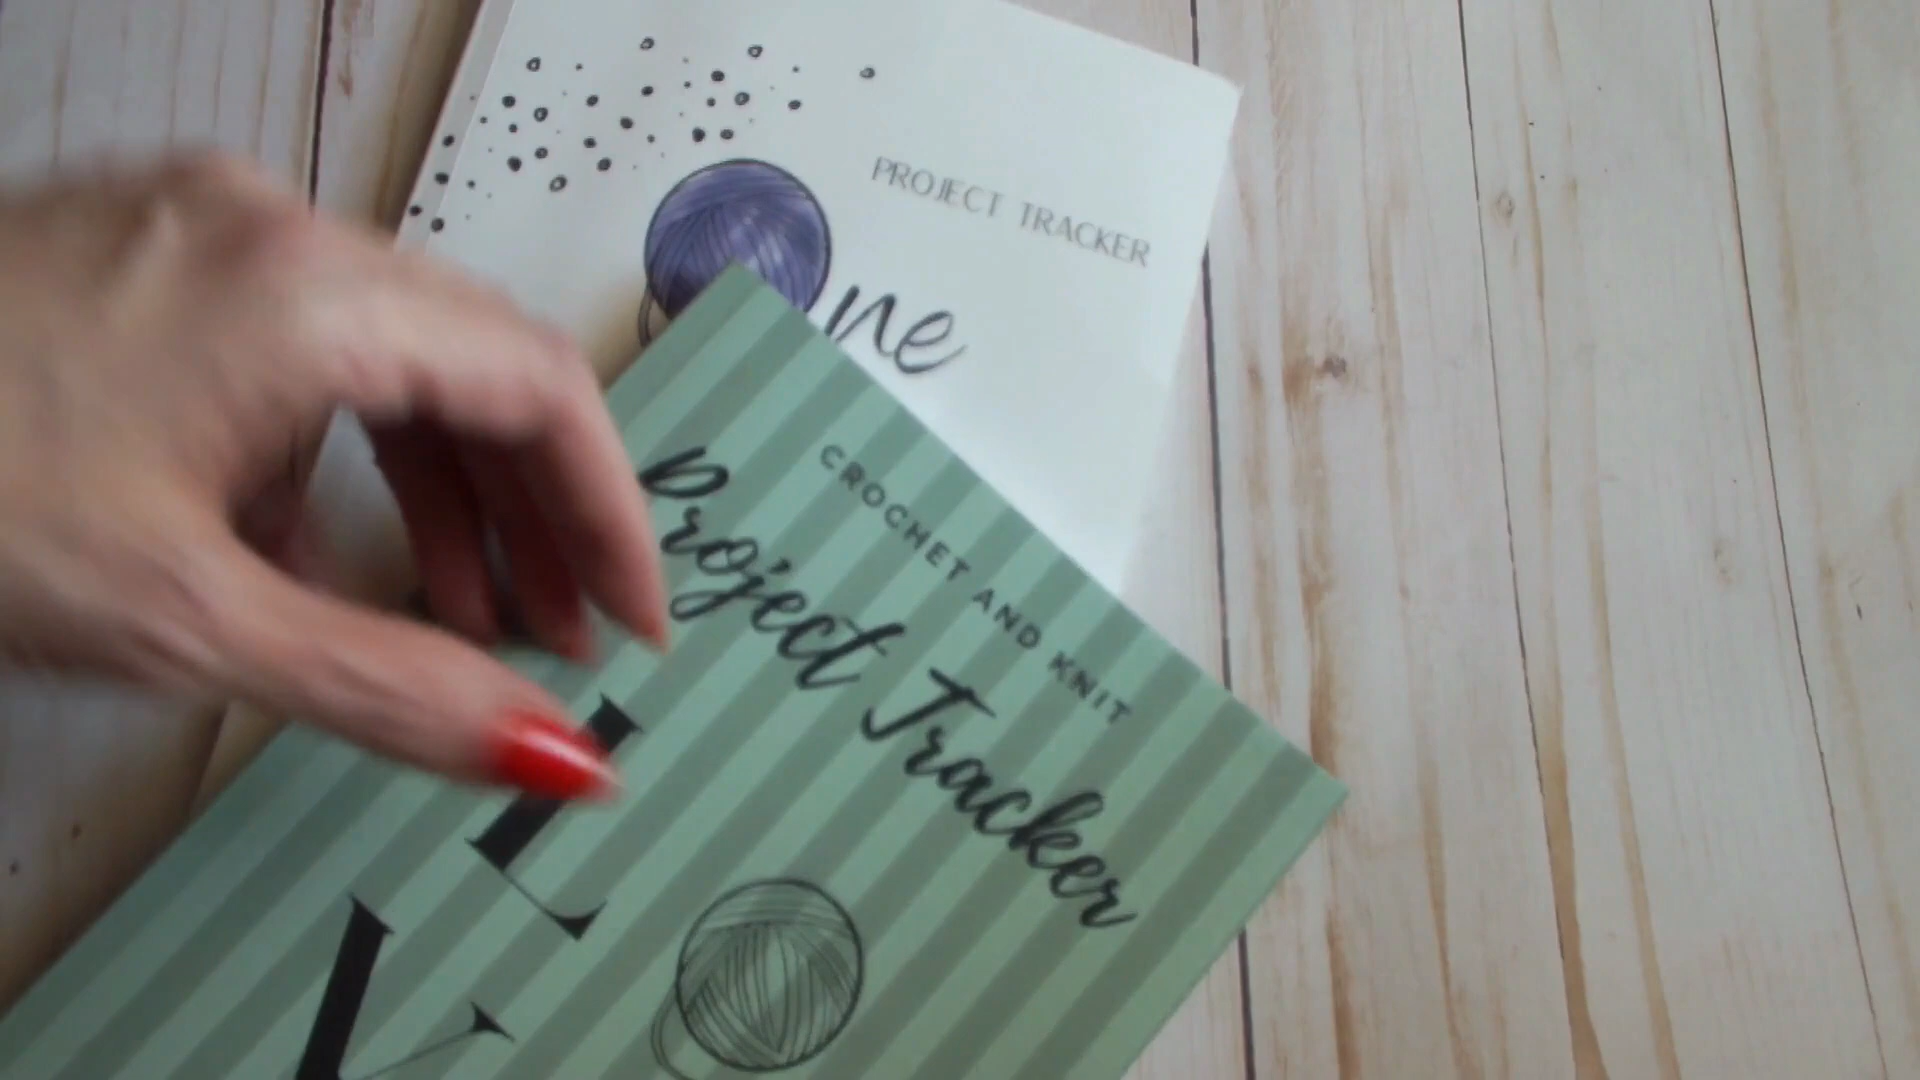 PROJECT TRACKER
ne
CROCHET AND KNIT
Project Tracker
L